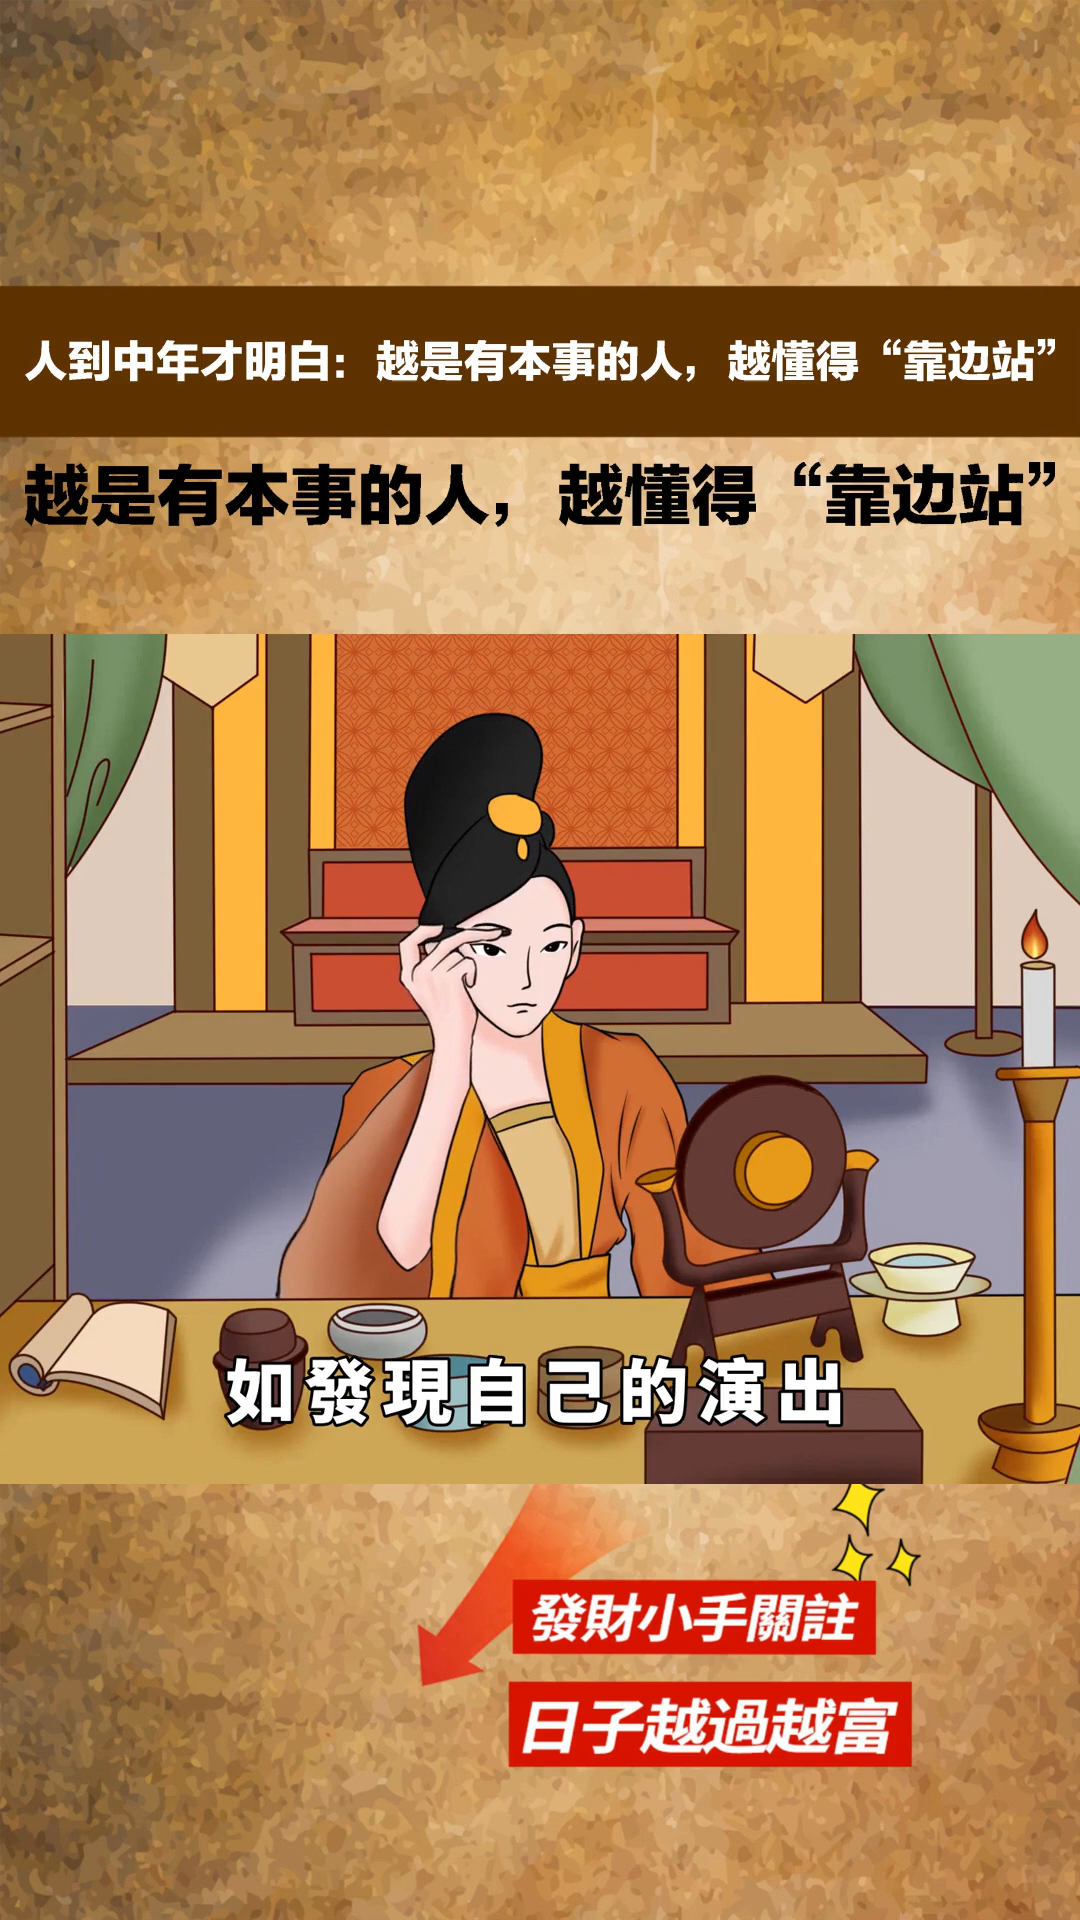 人到中年才明白：越是有本事的人，越懂得“靠边站”
越是有本事的人，越懂得“靠边站”
如發現自己的演出
發財小手關註
日子越過越富